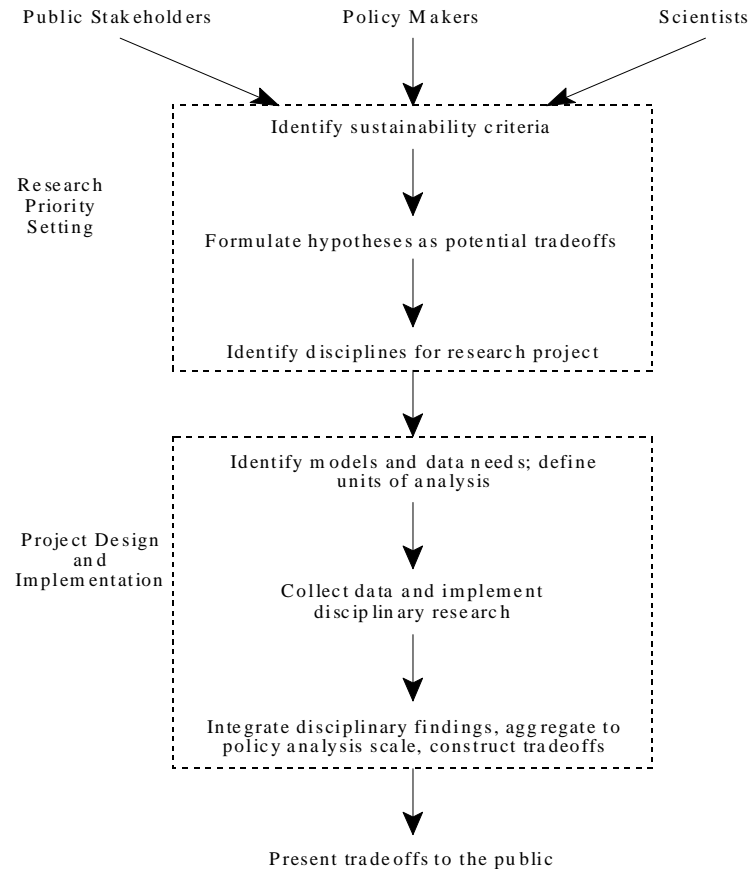 Public Stakeholders
Policy Makers
Scientists
Identify sustainability criteria
Research
Priority
Setting
Formulate hypotheses as potential tradeoffs
Identify disciplines for research project
Identify models and data needs; define
units of analysis
Project Design
and
Implementation
Collect data and implement
disciplinary research
Integrate disciplinary findings, aggregate to
policy analysis scale, construct tradeoffs
Present tradeoffs to the public